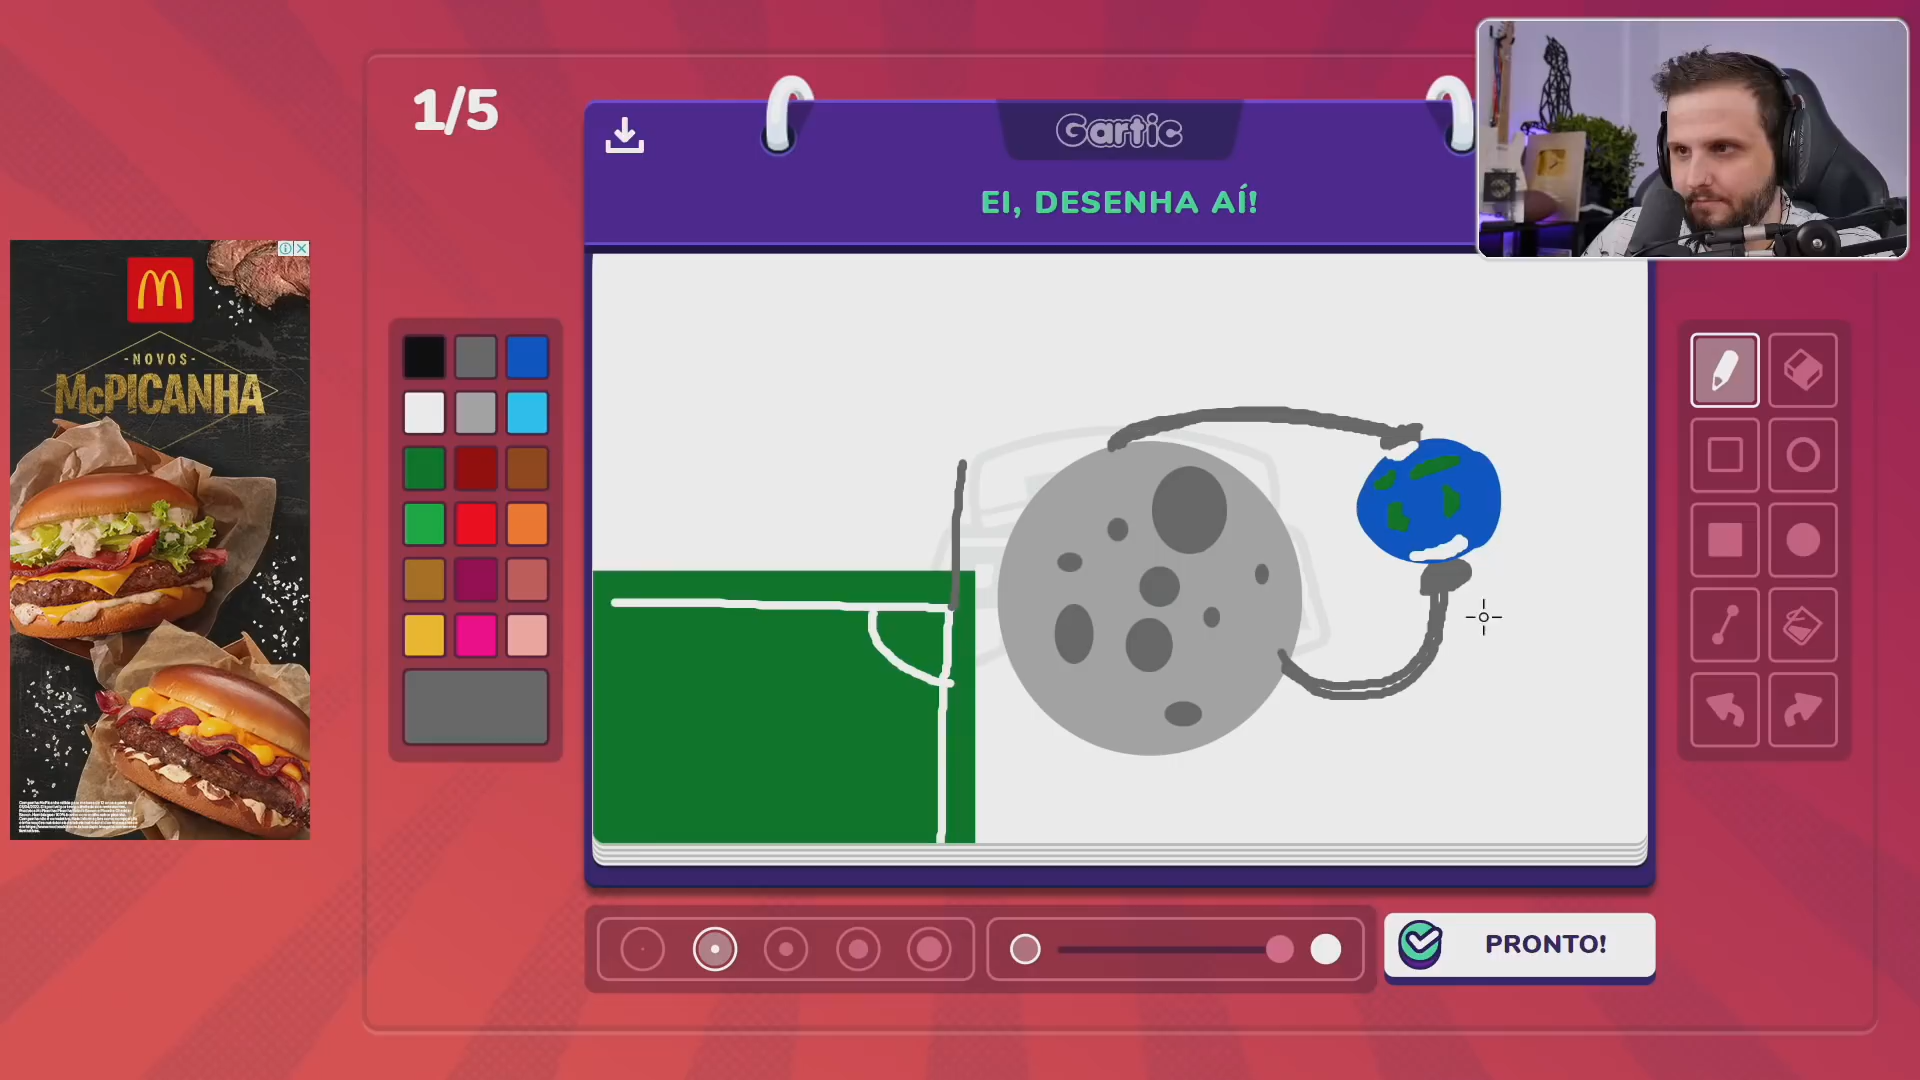 1/5
Gartic
EI, DESENHA AÍ!
-NOVOS-
McPICANHA
PRONTO!